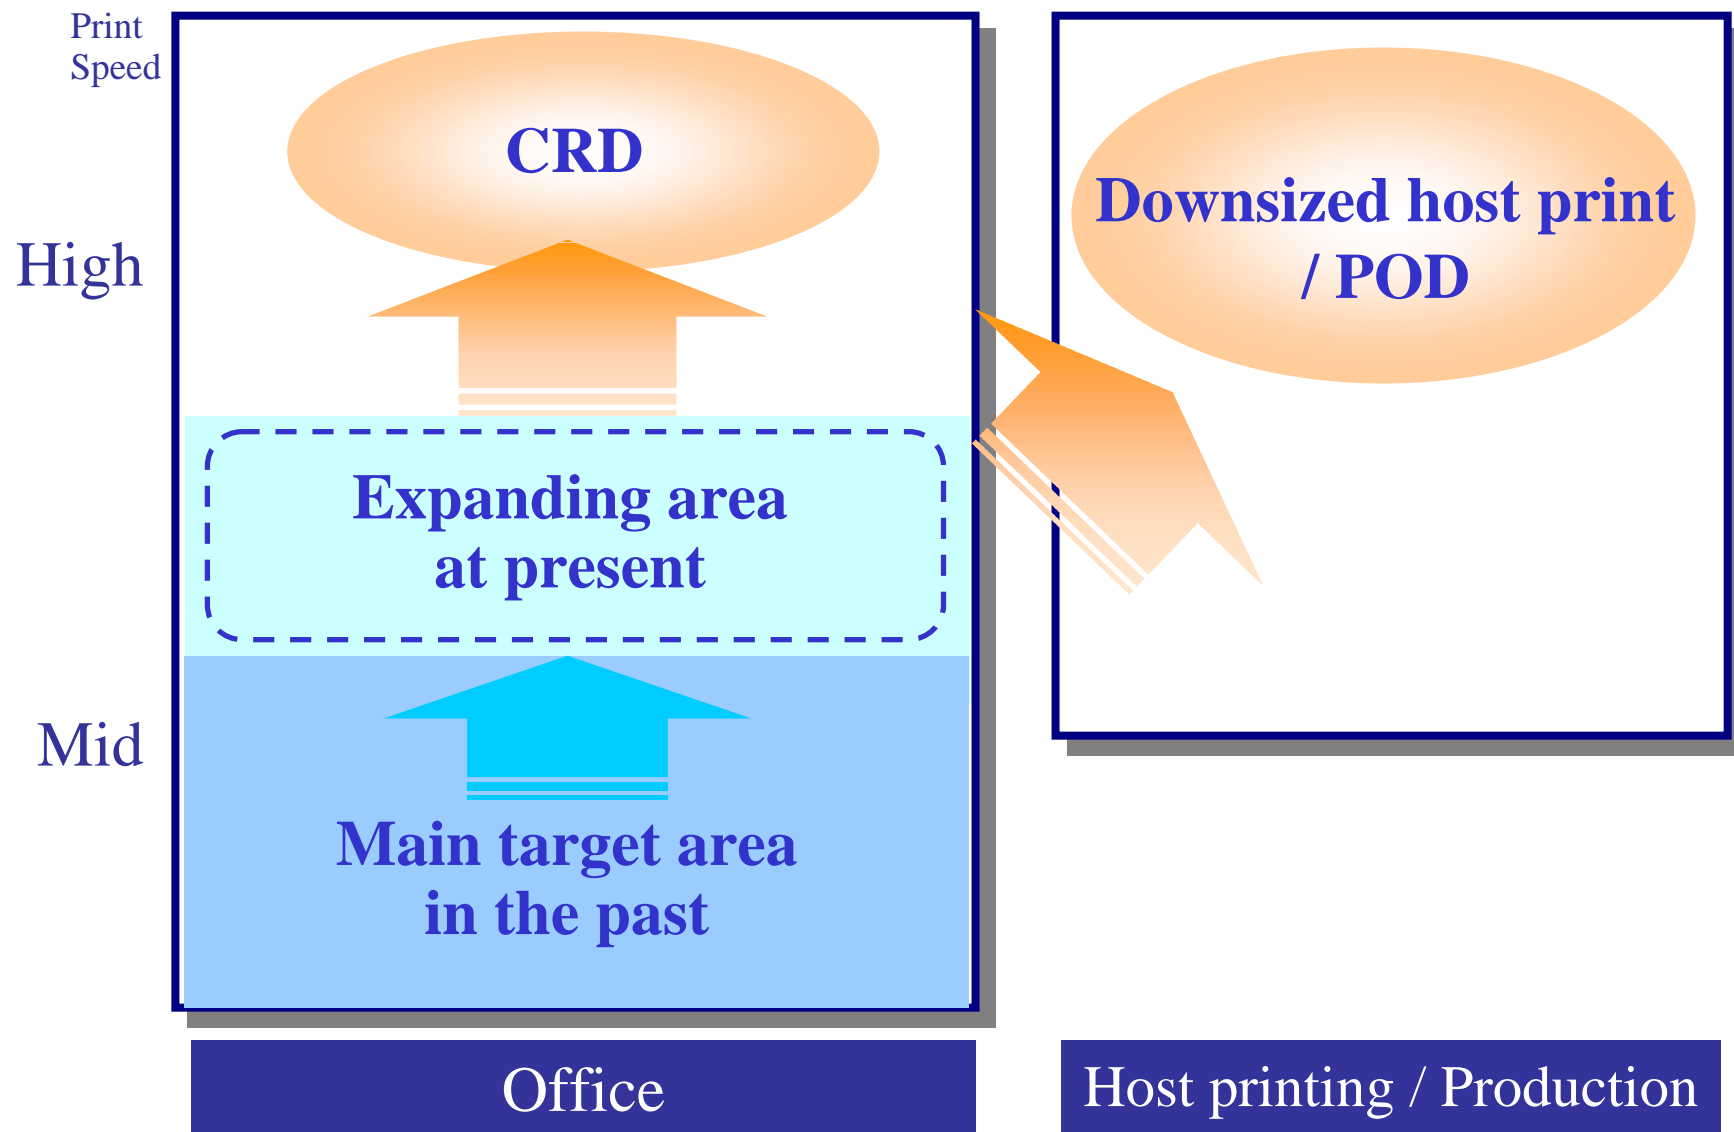 Print
Speed
CRD
Downsized host print
/ POD
High
Expanding area
at present
Mid
Main target area
in the past
Office
Host printing / Production